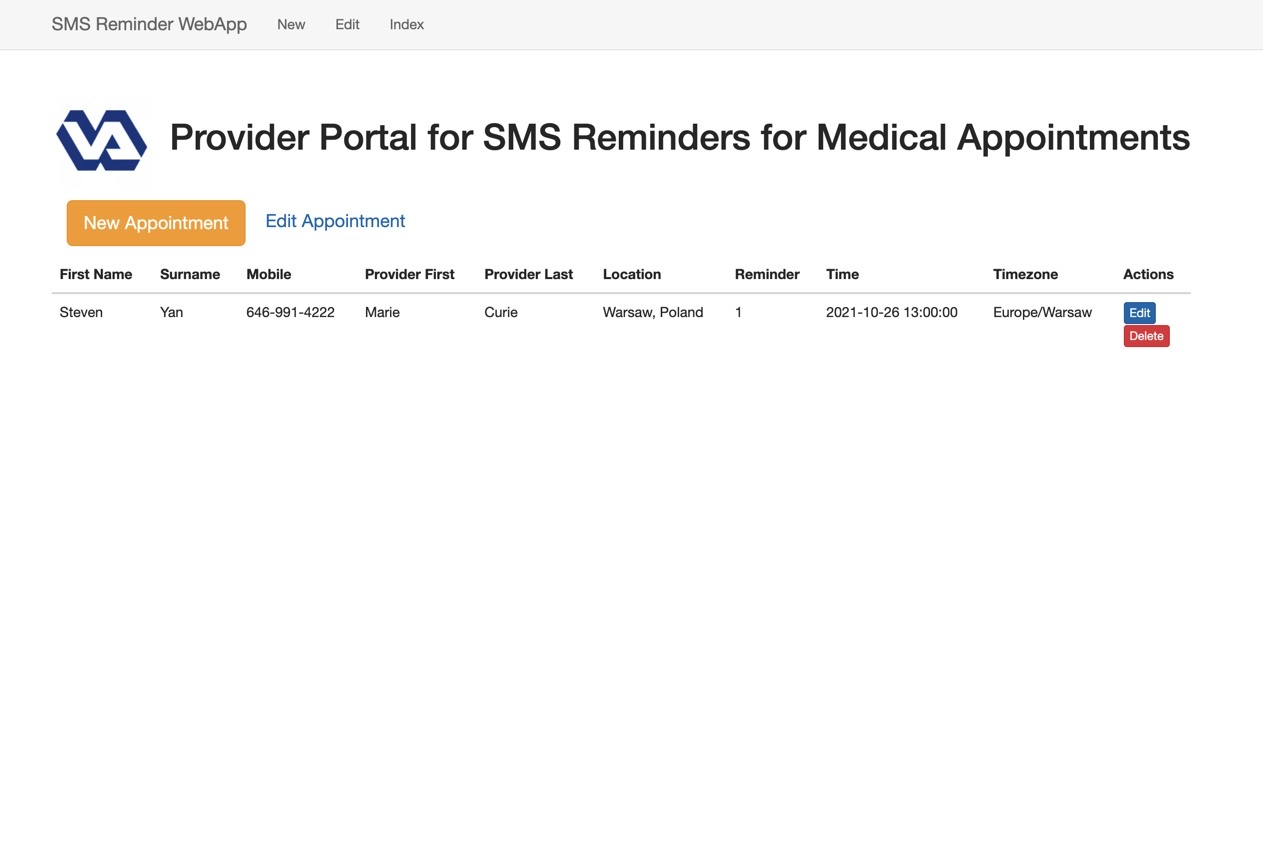 SMS Reminder WebApp New Edit Index
VA Provider Portal for SMS Reminders for Medical Appointments
New Appointment Edit Appointment
First Name Surname Mobile Provider First Provider Last Location Reminder Time Timezone Actions
Steven Yan 646-991-4222 Marie Curie Warsaw, Poland 1 2021-10-26 13:00:00 Europe/Warsaw Edit
Delete